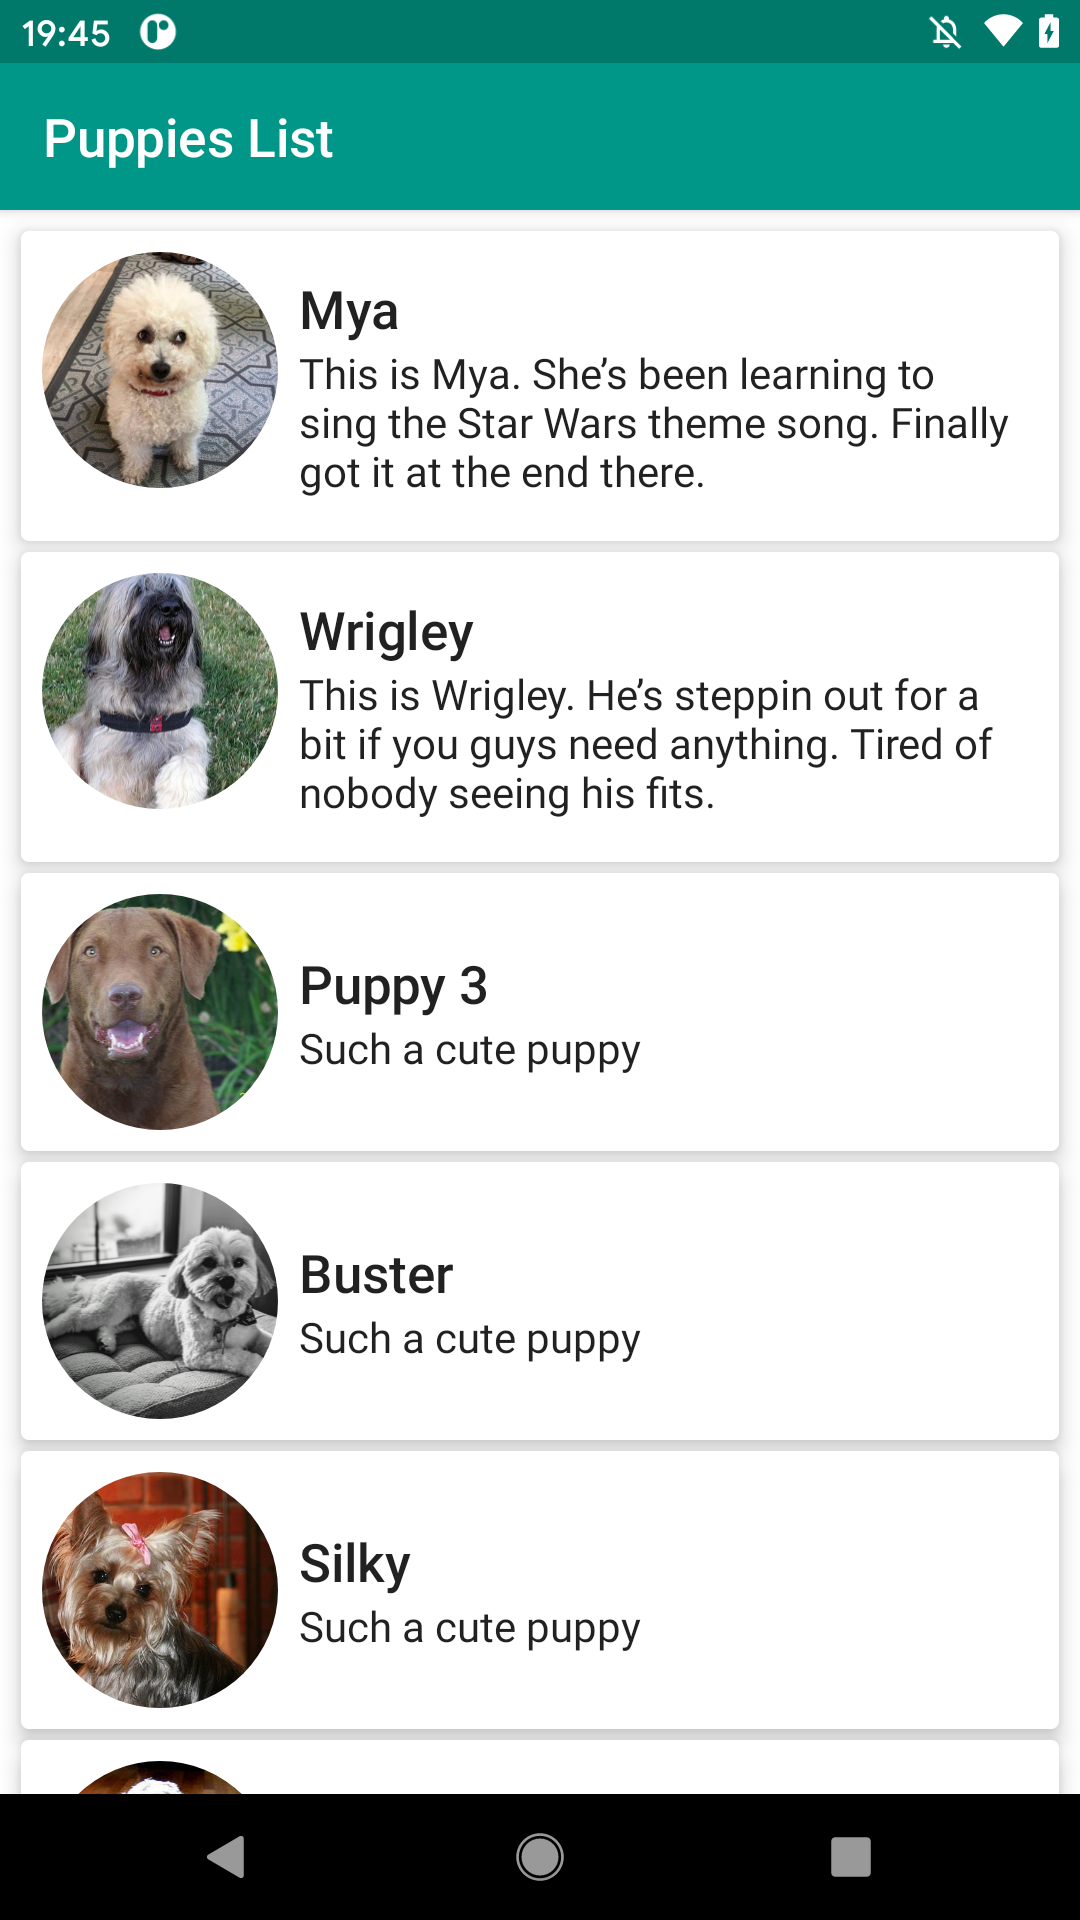 19:45
Puppies List
Mya
This is Mya. She’s been learning to
sing the Star Wars theme song. Finally
got it at the end there.
Wrigley
This is Wrigley. He’s steppin out for a
bit if you guys need anything. Tired of
nobody seeing his fits.
Puppy 3
Such a cute puppy
Buster
Such a cute puppy
Silky
Such a cute puppy